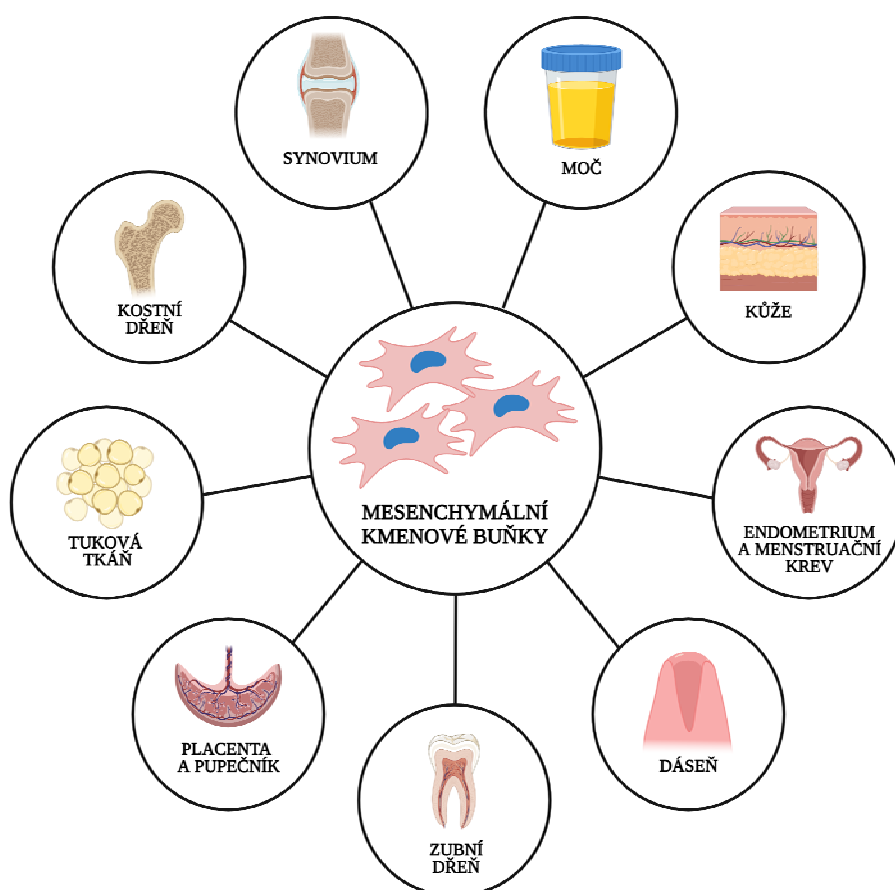 SYNOVIUM
MOČ
KOSTNÍ
DŘEŇ
KŮŽE
MESENCHYMÁLNÍ
KMENOVÉ BUŇKY
TUKOVÁ
TKÁŇ
ENDOMETRIUM
A MENSTRUAČNÍ
KREV
PLACENTA
A PUPEČNÍK
DÁSEŇ
ZUBNÍ
DŘEŇ